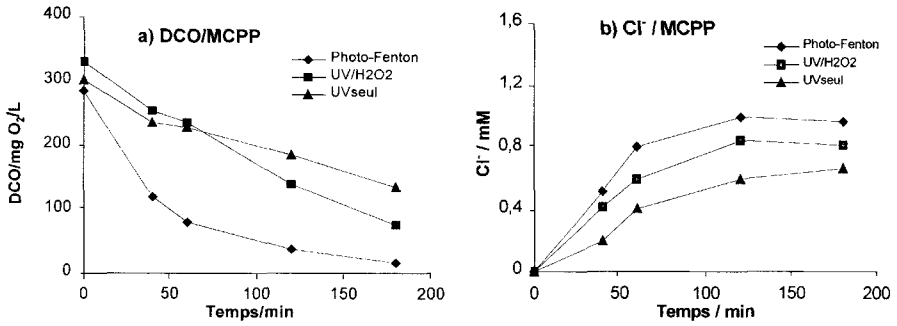 a) DCO/MCPP
Photo-Fenton
UV/H2O2
UVseul
DCO/mg O₂/L
400
300
200
100
0
0
50
100
150
200
Temps/min
b) Cl⁻ / MCPP
Photo-Fenton
UV/H2O2
UVseul
Cl⁻ / mM
1,6
1,2
0,8
0,4
0
0
50
100
150
200
Temps / min